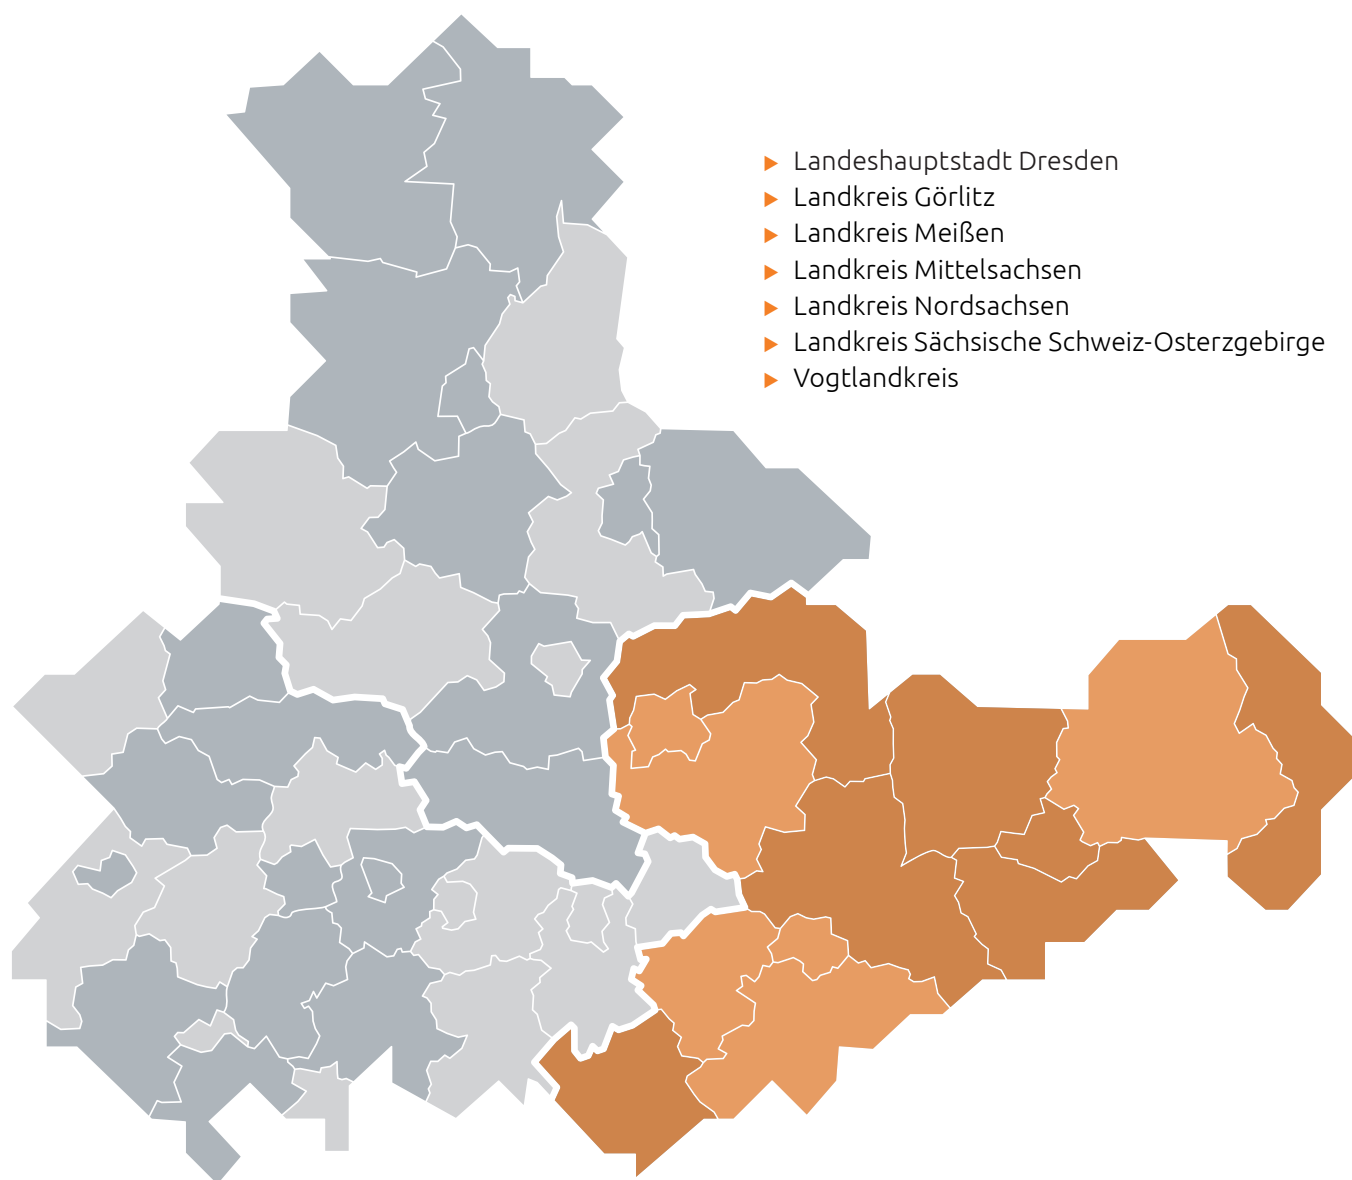 Landeshauptstadt Dresden
Landkreis Görlitz
Landkreis Meißen
Landkreis Mittelsachsen
Landkreis Nordsachsen
Landkreis Sächsische Schweiz-Osterzgebirge
Vogtlandkreis